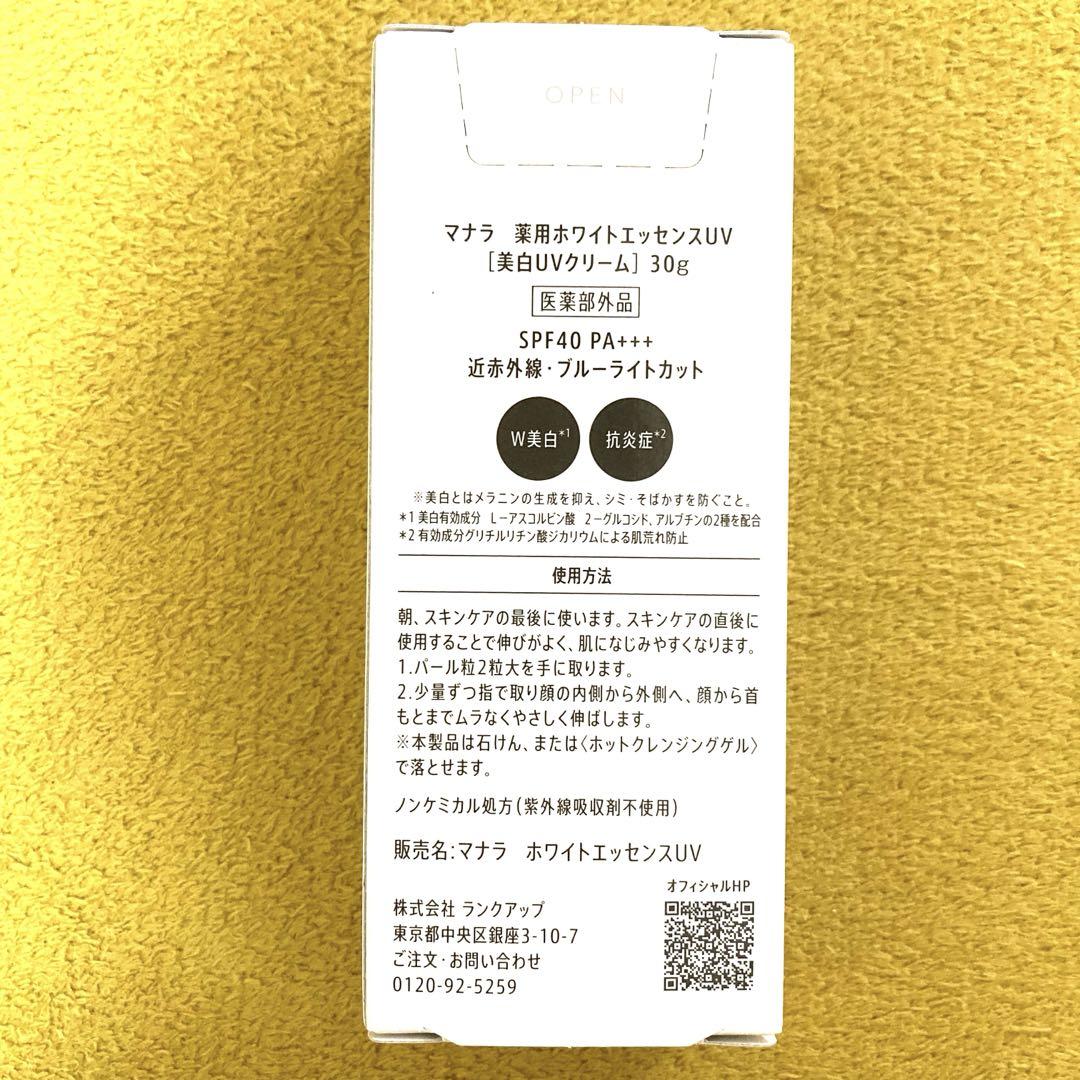 OPEN
マナラ　薬用ホワイトエッセンスUV
［美白UVクリーム］ 30g
医薬部外品
SPF40 PA+++
近赤外線・ブルーライトカット
W美白*1
抗炎症*2
※美白とはメラニンの生成を抑え、シミ・そばかすを防ぐこと。
*1 美白有効成分　L－アスコルビン酸　2－グルコシド、アルブチンの2種を配合
*2 有効成分グリチルリチン酸ジカリウムによる肌荒れ防止
使用方法
朝、スキンケアの最後に使います。スキンケアの直後に
使用することで伸びがよく、肌になじみやすくなります。
1.パール粒2粒大を手に取ります。
2.少量ずつ指で取り顔の内側から外側へ、顔から首
もとまでムラなくやさしく伸ばします。
※本製品は石けん、または〈ホットクレンジングゲル〉
で落とせます。
ノンケミカル処方(紫外線吸収剤不使用)
販売名:マナラ　ホワイトエッセンスUV
オフィシャルHP
株式会社 ランクアップ
東京都中央区銀座3-10-7
ご注文・お問い合わせ
0120-92-5259